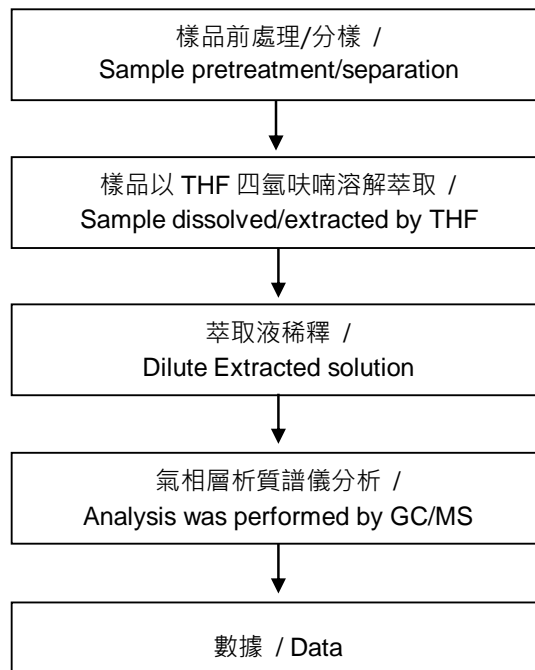 樣品前處理/分樣 /
Sample pretreatment/separation
樣品以 THF 四氫呋喃溶解萃取 /
Sample dissolved/extracted by THF
萃取液稀釋 /
Dilute Extracted solution
氣相層析質譜儀分析 /
Analysis was performed by GC/MS
數據 / Data